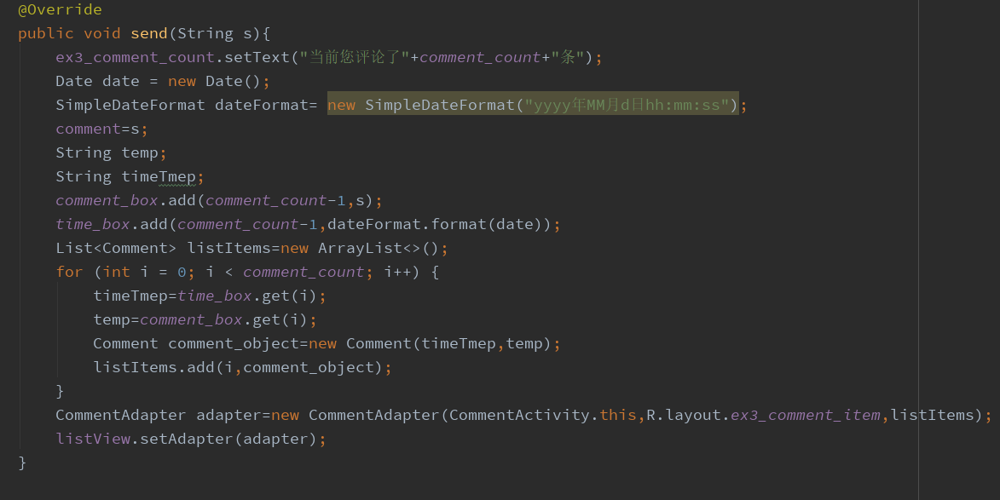 @Override
public void send(String s){
    ex3_comment_count.setText("当前您评论了"+comment_count+"条");
    Date date = new Date();
    SimpleDateFormat dateFormat= new SimpleDateFormat("yyyy年MM月d日hh:mm:ss");
    comment=s;
    String temp;
    String timeTmep;
    comment_box.add(comment_count-1,s);
    time_box.add(comment_count-1,dateFormat.format(date));
    List<Comment> listItems=new ArrayList<>();
    for (int i = 0; i < comment_count; i++) {
        timeTmep=time_box.get(i);
        temp=comment_box.get(i);
        Comment comment_object=new Comment(timeTmep,temp);
        listItems.add(i,comment_object);
    }
    CommentAdapter adapter=new CommentAdapter(CommentActivity.this,R.layout.ex3_comment_item,listItems);
    listView.setAdapter(adapter);
}